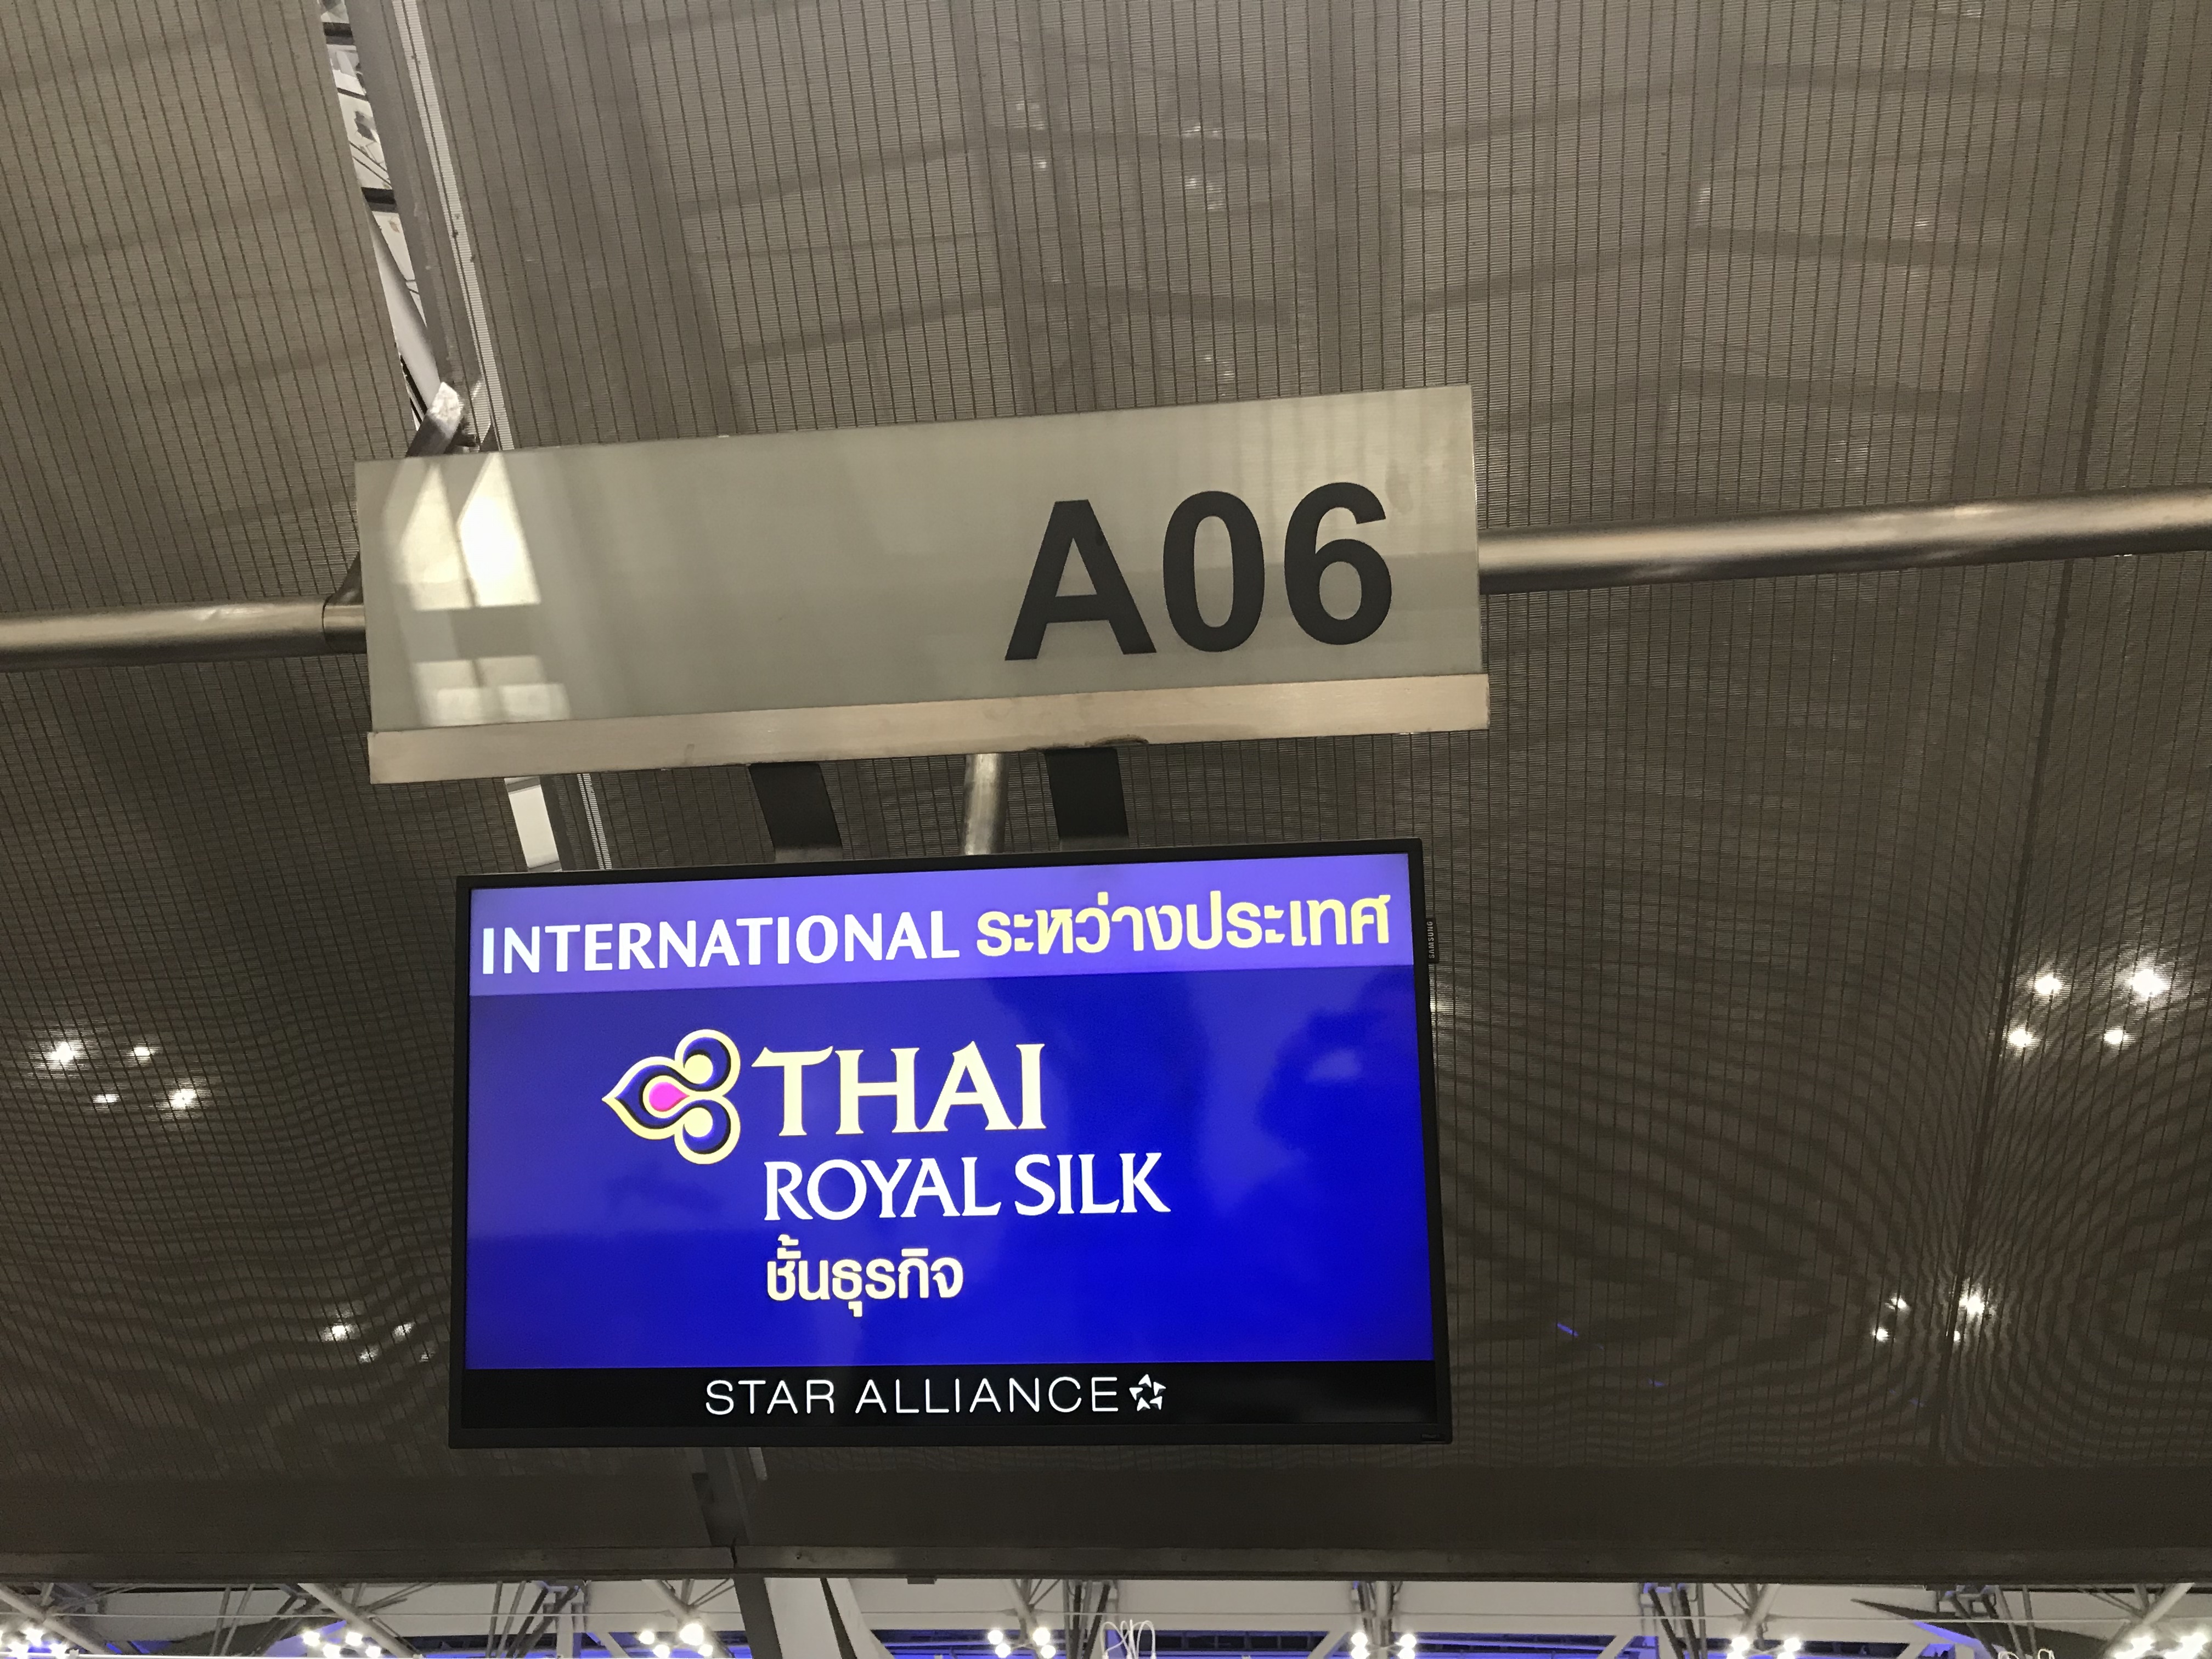 A06
INTERNATIONAL ระหว่างประเทศ
THAI
ROYAL SILK
ชั้นธุรกิจ
STAR ALLIANCE
SAMSUNG